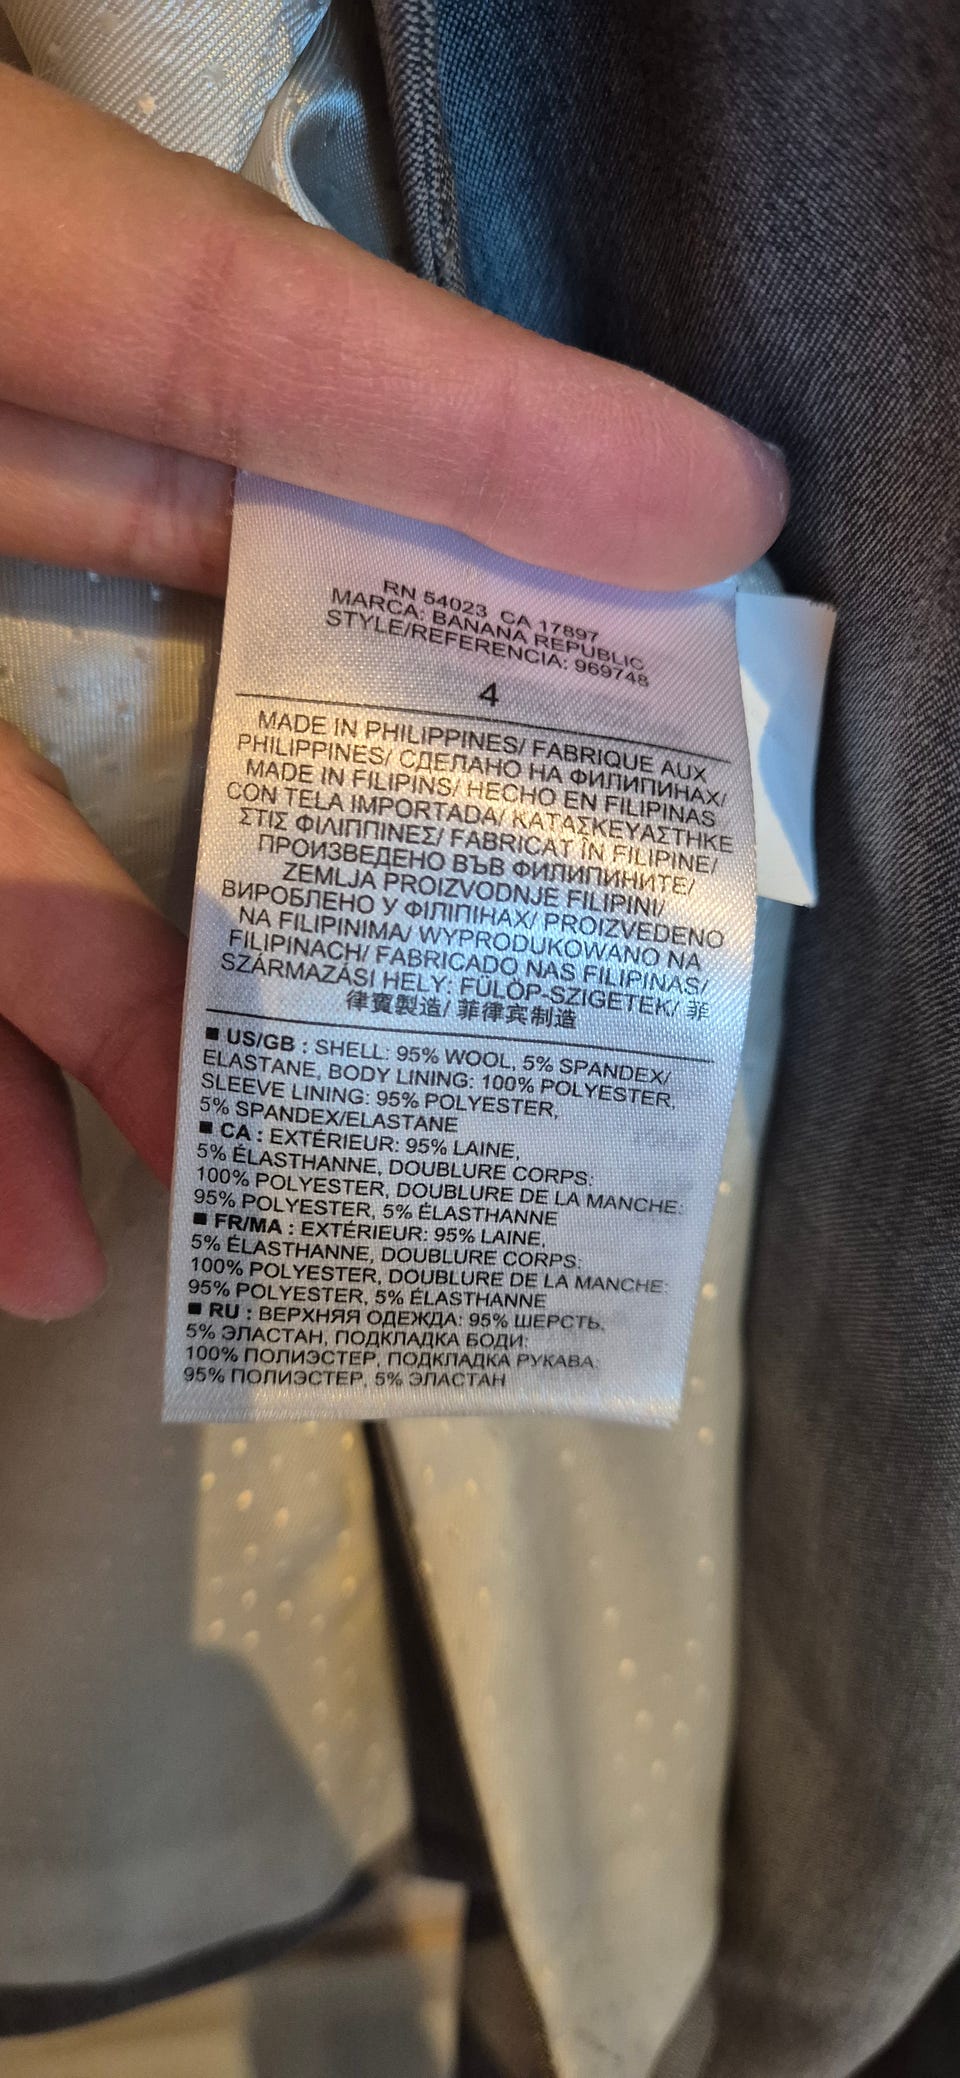 RN 54023 CA 17897
MARCA: BANANA REPUBLIC
STYLE/REFERENCIA: 969748
4
MADE IN PHILIPPINES/ FABRIQUE AUX
PHILIPPINES/ СДЕЛАНО НА ФИЛИПИНАХ/
MADE IN FILIPINS/ HECHO EN FILIPINAS
CON TELA IMPORTADA/ ΚΑΤΑΣΚΕΥΑΣΤΗΚΕ
ΣΤΙΣ ΦΙΛΙΠΠΙΝΕΣ/ FABRICAT ÎN FILIPINE/
ПРОИЗВЕДЕНО ВЪВ ФИЛИПИНИТЕ/
ZEMLJA PROIZVODNJE FILIPINI/
ВИРОБЛЕНО У ФІЛІПІНАХ/ PROIZVEDENO
NA FILIPINIMA/ WYPRODUKOWANO NA
FILIPINACH/ FABRICADO NAS FILIPINAS/
SZÁRMAZÁSI HELY: FÜLÖP-SZIGETEK/ 菲
律賓製造/ 菲律宾制造
■ US/GB : SHELL: 95% WOOL, 5% SPANDEX/
ELASTANE, BODY LINING: 100% POLYESTER,
SLEEVE LINING: 95% POLYESTER,
5% SPANDEX/ELASTANE
■ CA : EXTÉRIEUR: 95% LAINE,
5% ÉLASTHANNE, DOUBLURE CORPS:
100% POLYESTER, DOUBLURE DE LA MANCHE:
95% POLYESTER, 5% ÉLASTHANNE
■ FR/MA : EXTÉRIEUR: 95% LAINE,
5% ÉLASTHANNE, DOUBLURE CORPS:
100% POLYESTER, DOUBLURE DE LA MANCHE:
95% POLYESTER, 5% ÉLASTHANNE
■ RU : ВЕРХНЯЯ ОДЕЖДА: 95% ШЕРСТЬ,
5% ЭЛАСТАН, ПОДКЛАДКА БОДИ:
100% ПОЛИЭСТЕР, ПОДКЛАДКА РУКАВА:
95% ПОЛИЭСТЕР, 5% ЭЛАСТАН